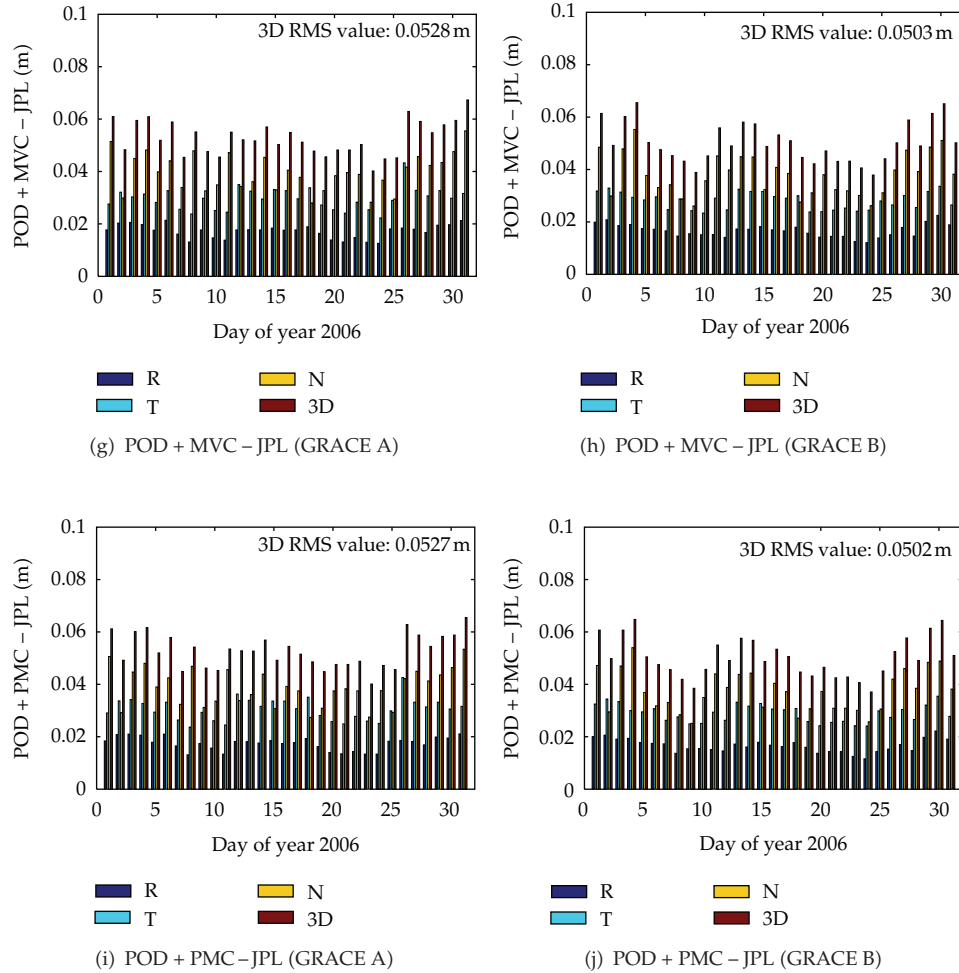 0.1
0.08
0.06
0.04
0.02
0
POD + MVC – JPL (m)
3D RMS value: 0.0528 m
0 5 10 15 20 25 30
Day of year 2006
R N
T 3D
(g) POD + MVC – JPL (GRACE A)
0.1
0.08
0.06
0.04
0.02
0
POD + MVC – JPL (m)
3D RMS value: 0.0503 m
0 5 10 15 20 25 30
Day of year 2006
R N
T 3D
(h) POD + MVC – JPL (GRACE B)
0.1
0.08
0.06
0.04
0.02
0
POD + PMC – JPL (m)
3D RMS value: 0.0527 m
0 5 10 15 20 25 30
Day of year 2006
R N
T 3D
(i) POD + PMC – JPL (GRACE A)
0.1
0.08
0.06
0.04
0.02
0
POD + PMC – JPL (m)
3D RMS value: 0.0502 m
0 5 10 15 20 25 30
Day of year 2006
R N
T 3D
(j) POD + PMC – JPL (GRACE B)